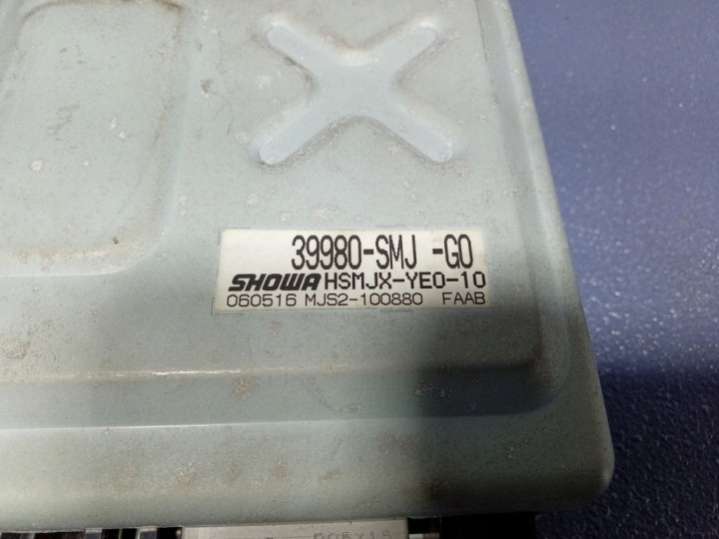 39980-SMJ -G0
SHOWA HSMJX-YE0-10
060516 MJS2-100880 FAAB